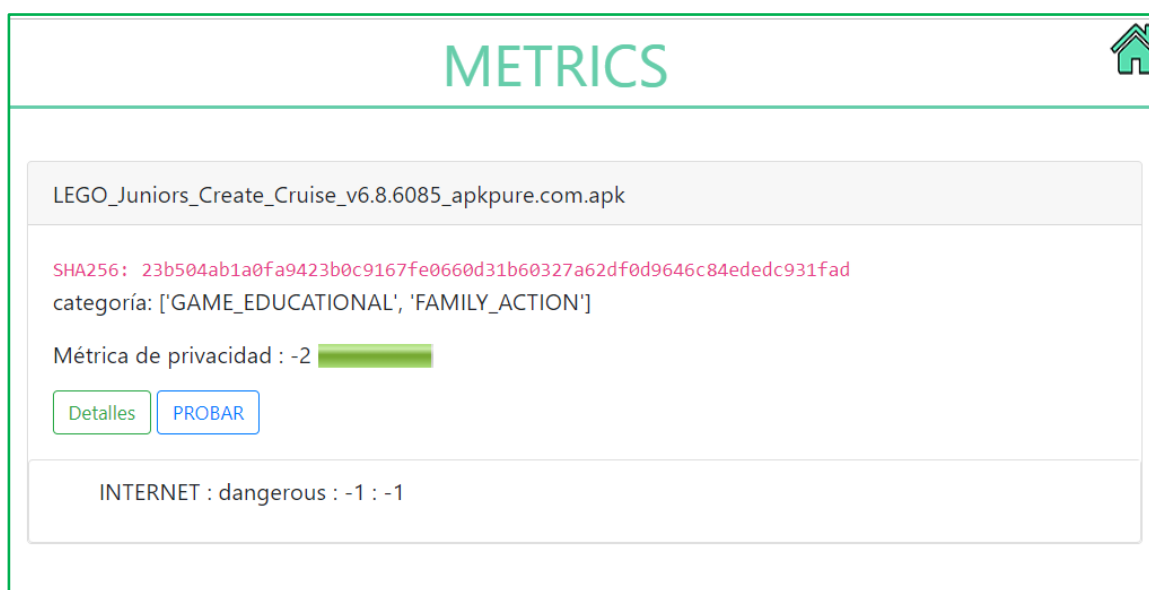 METRICS
LEGO_Juniors_Create_Cruise_v6.8.6085_apkpure.com.apk
SHA256: 23b504ab1a0fa9423b0c9167fe0660d31b60327a62df0d9646c84ededc931fad
categoría: ['GAME_EDUCATIONAL', 'FAMILY_ACTION']
Métrica de privacidad : -2
Detalles PROBAR
INTERNET : dangerous : -1 : -1